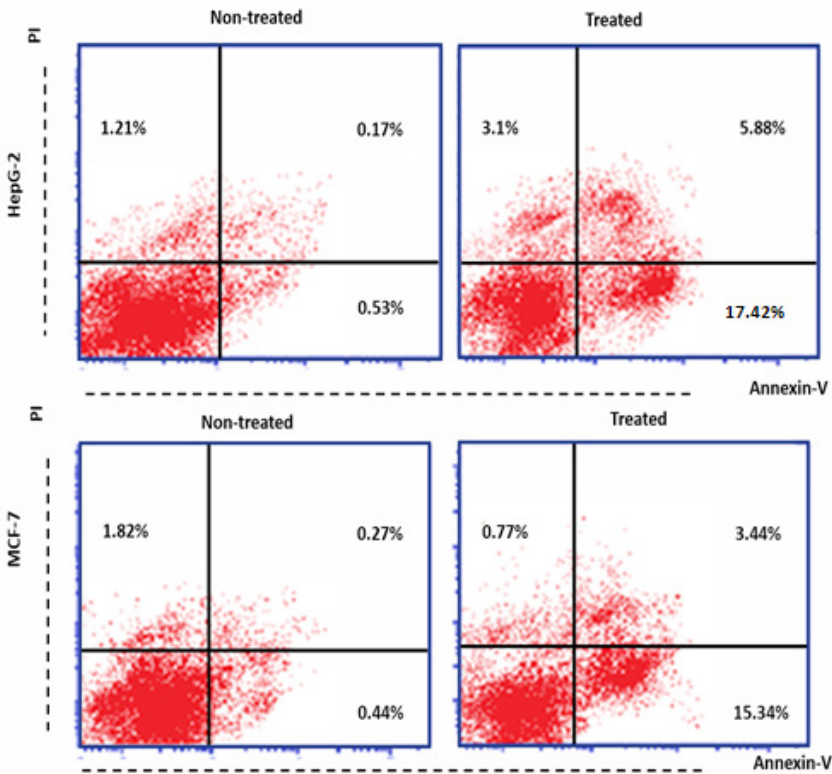 Non-treated
Treated
PI
HepG-2
1.21%
0.17%
0.53%
3.1%
5.88%
17.42%
Annexin-V
Non-treated
Treated
PI
MCF-7
1.82%
0.27%
0.44%
0.77%
3.44%
15.34%
Annexin-V